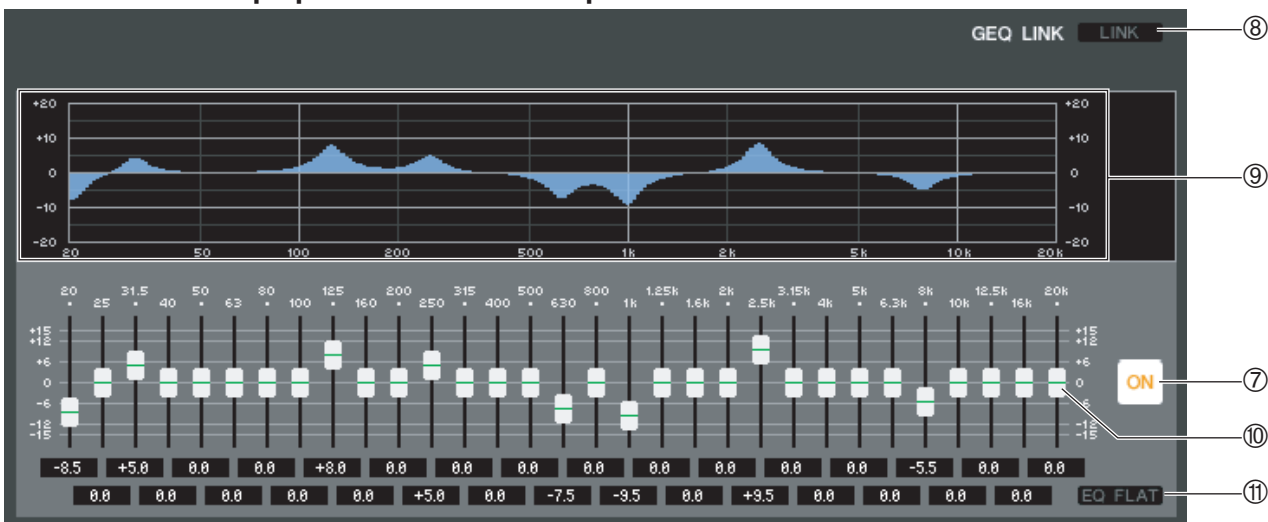 GEQ LINK LINK ⑧
+20 +20
+10 +10
0 0 ⑨
-10 -10
-20 -20
20 50 100 200 500 1k 2k 5k 10k 20k
20 31.5 50 80 125 200 315 500 800 1.25k 2k 3.15k 5k 8k 12.5k 20k
25 40 63 100 160 250 400 630 1k 1.6k 2.5k 4k 6.3k 10k 16k
+15 +15
+12 +12
+6 +6
0 0 ON ⑦
-6 -6
-12 -12
-15 -15 ⑩
-8.5 +5.0 0.0 0.0 +8.0 0.0 0.0 0.0 0.0 0.0 0.0 0.0 0.0 -5.5 0.0 0.0
0.0 0.0 0.0 0.0 0.0 +5.0 0.0 -7.5 -9.5 0.0 +9.5 0.0 0.0 0.0 0.0 EQ FLAT ⑪